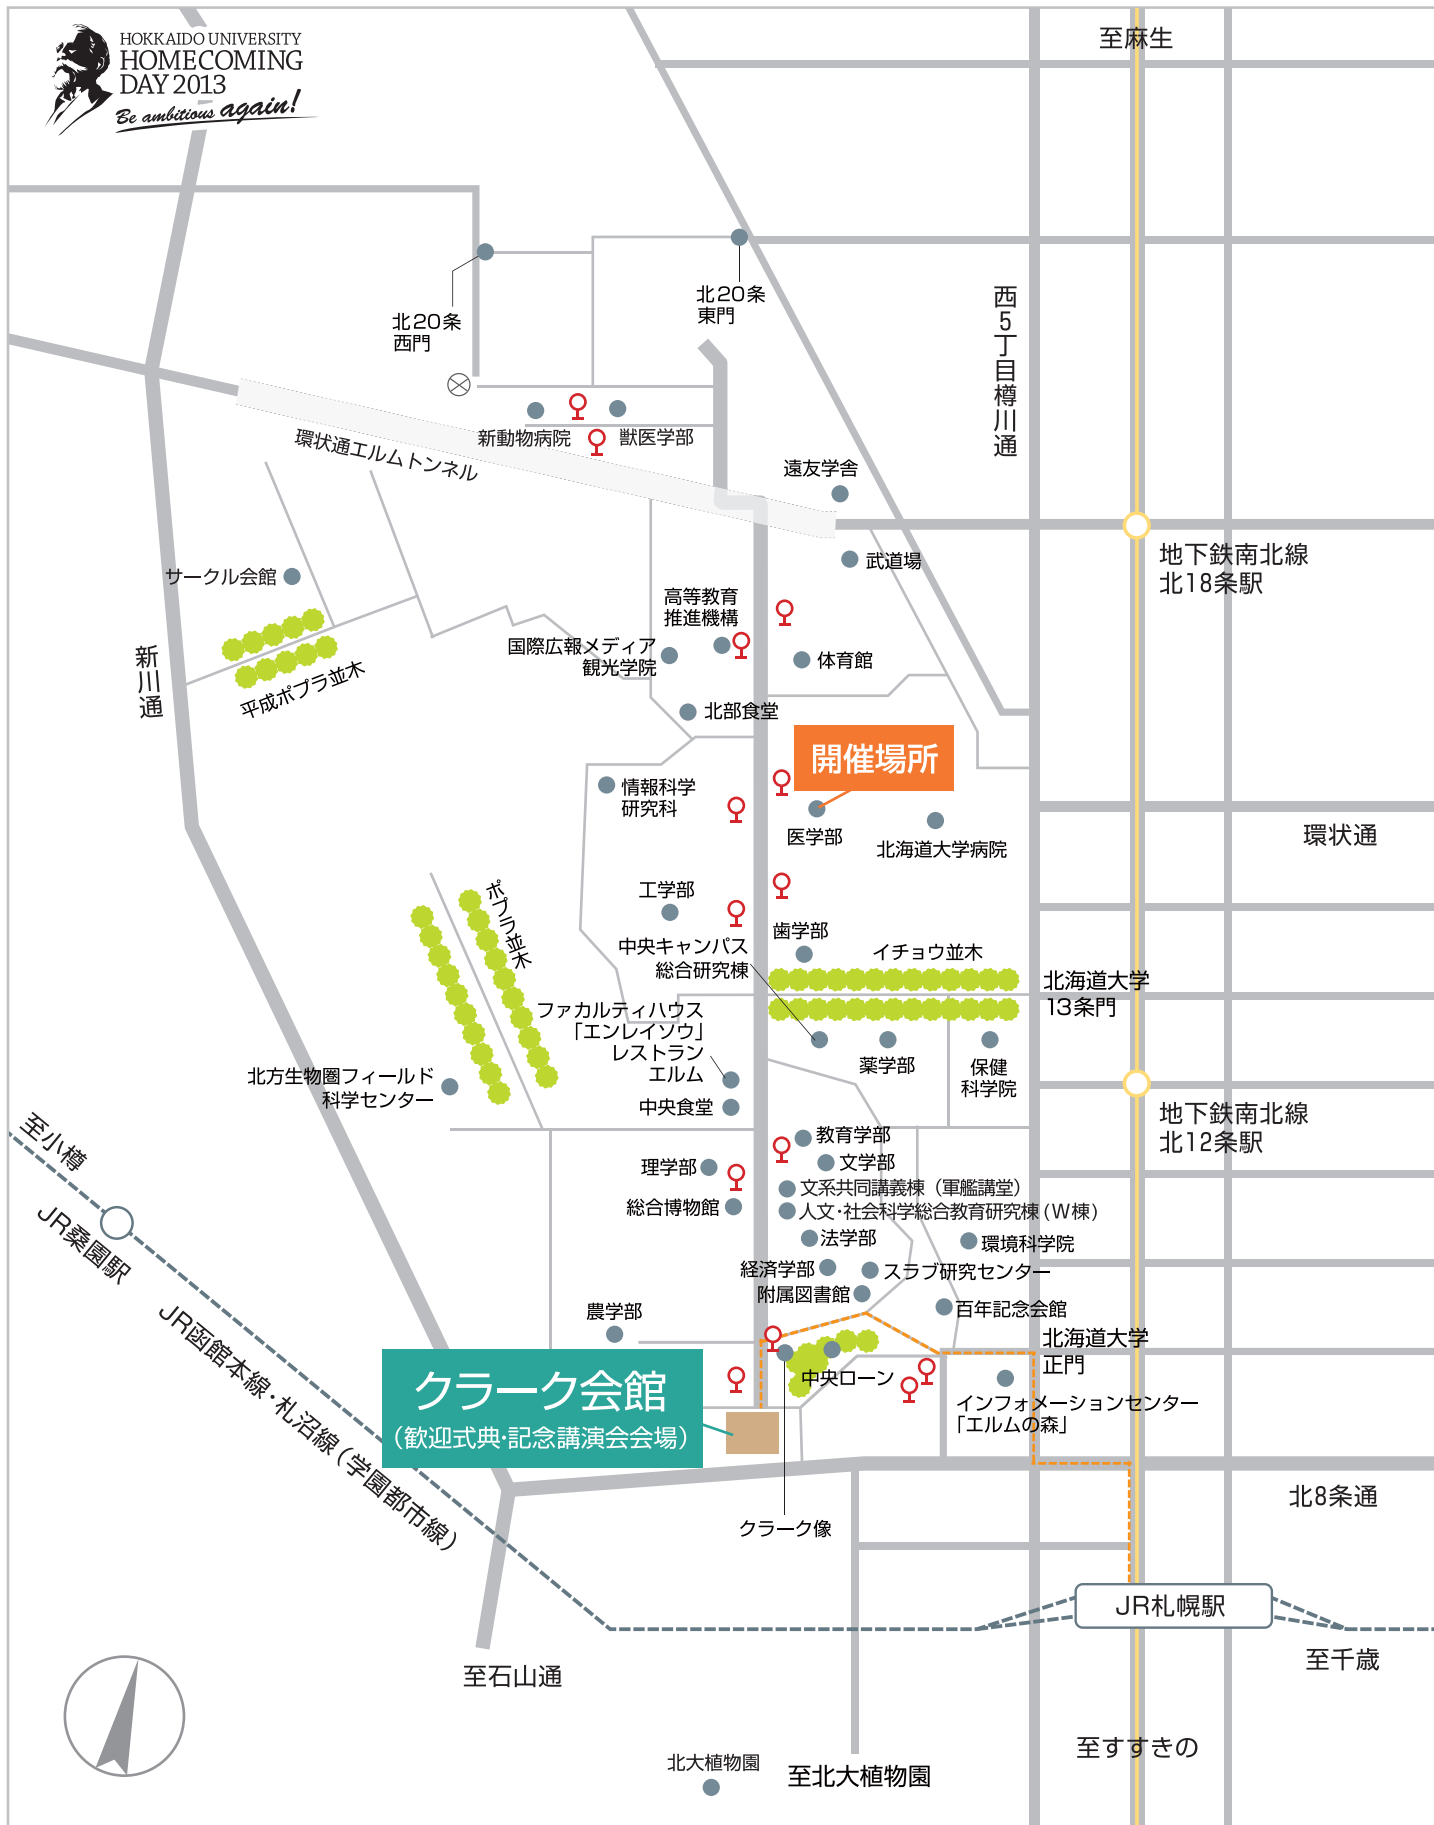 HOKKAIDO UNIVERSITY
HOMECOMING
DAY 2013
Be ambitious again!
至麻生
北20条
西門
北20条
東門
西5丁目樽川通
新動物病院
獣医学部
環状通エルムトンネル
遠友学舎
武道場
地下鉄南北線
北18条駅
サークル会館
高等教育
推進機構
国際広報メディア
観光学院
体育館
新川通
平成ポプラ並木
北部食堂
開催場所
情報科学
研究科
医学部
北海道大学病院
環状通
工学部
ポプラ並木
歯学部
中央キャンパス
総合研究棟
イチョウ並木
北海道大学
13条門
ファカルティハウス
「エンレイソウ」
レストラン
エルム
薬学部
保健
科学院
北方生物圏フィールド
科学センター
中央食堂
地下鉄南北線
北12条駅
至小樽
教育学部
文学部
理学部
文系共同講義棟（軍艦講堂）
総合博物館
人文・社会科学総合教育研究棟(W棟)
JR桑園駅
法学部
環境科学院
経済学部
スラブ研究センター
附属図書館
百年記念会館
農学部
JR函館本線・札沼線（学園都市線）
北海道大学
正門
クラーク会館
（歓迎式典・記念講演会会場）
中央ローン
インフォメーションセンター
「エルムの森」
北8条通
クラーク像
JR札幌駅
至千歳
至石山通
至すすきの
北大植物園
至北大植物園